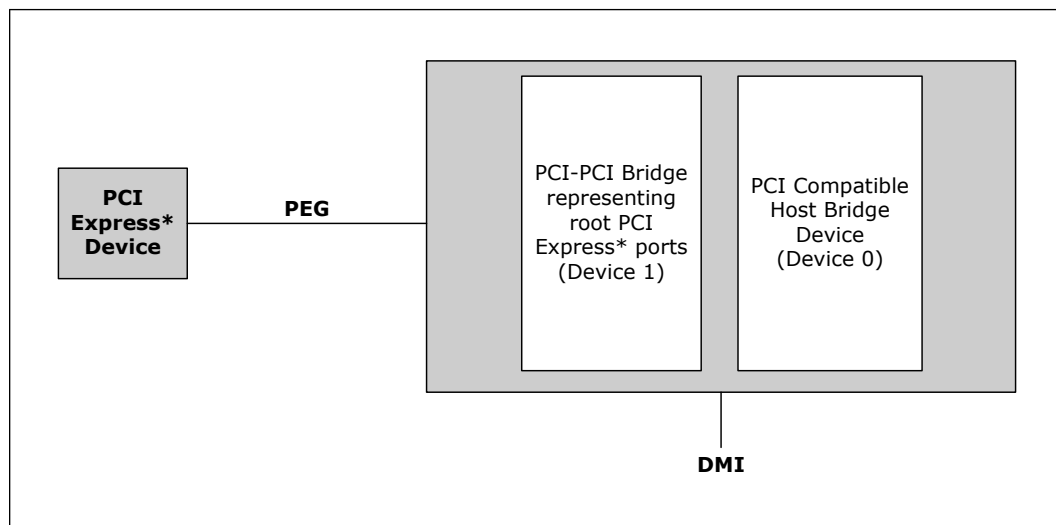 PCI
Express*
Device
PEG
PCI-PCI Bridge
representing
root PCI
Express* ports
(Device 1)
PCI Compatible
Host Bridge
Device
(Device 0)
DMI